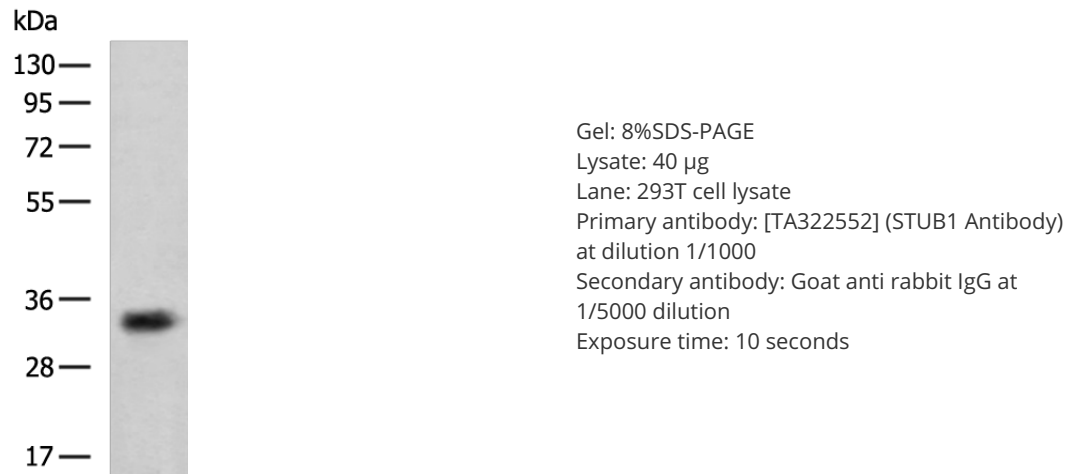 kDa
130
95
72
55
36
28
17
Gel: 8%SDS-PAGE
Lysate: 40 µg
Lane: 293T cell lysate
Primary antibody: [TA322552] (STUB1 Antibody)
at dilution 1/1000
Secondary antibody: Goat anti rabbit IgG at
1/5000 dilution
Exposure time: 10 seconds